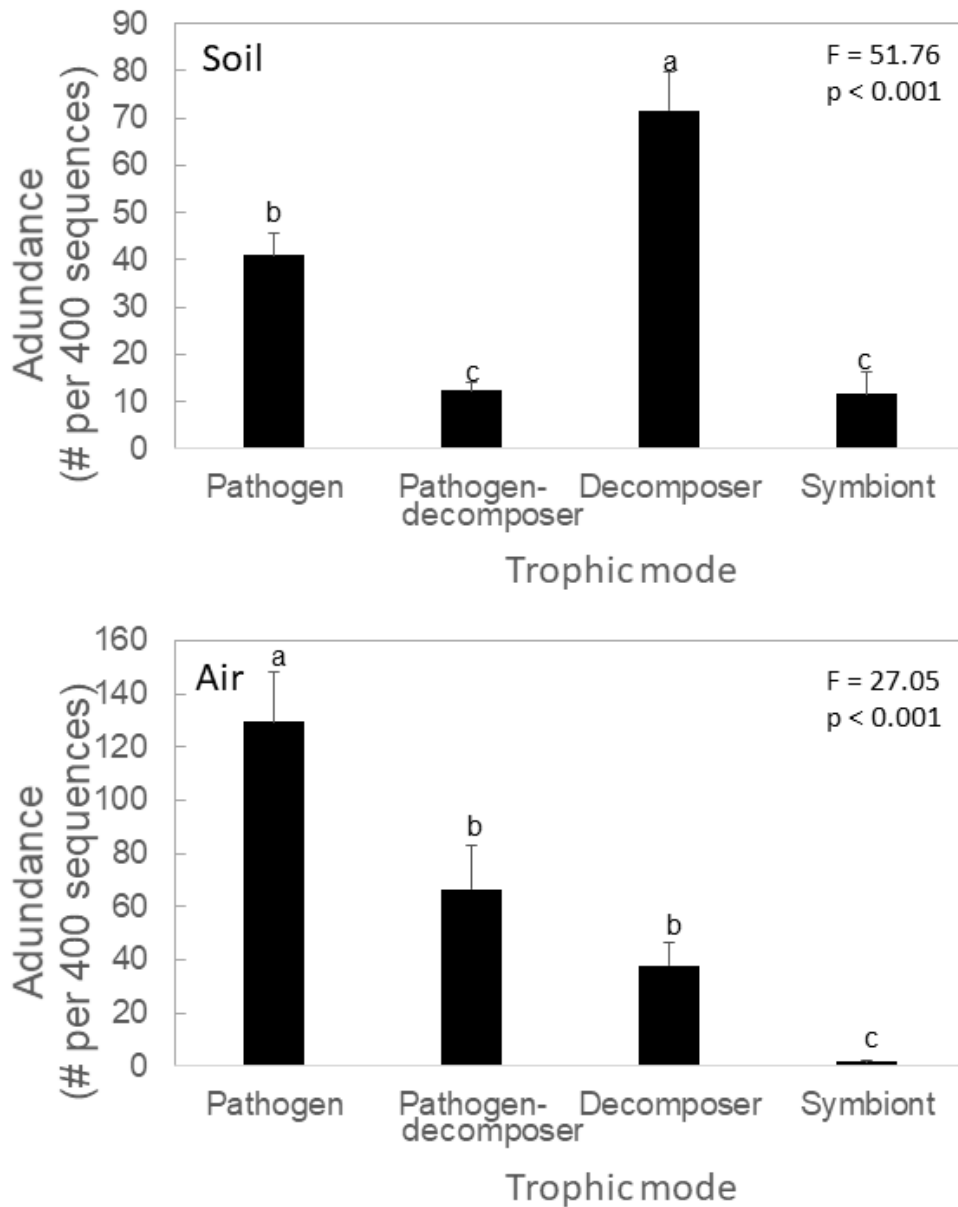 Soil
F = 51.76
p < 0.001
Adundance
(# per 400 sequences)
90
80
70
60
50
40
30
20
10
0
b
c
a
c
Pathogen
Pathogen-
decomposer
Decomposer
Symbiont
Trophic mode
Air
F = 27.05
p < 0.001
Adundance
(# per 400 sequences)
160
140
120
100
80
60
40
20
0
a
b
b
c
Pathogen
Pathogen-
decomposer
Decomposer
Symbiont
Trophic mode